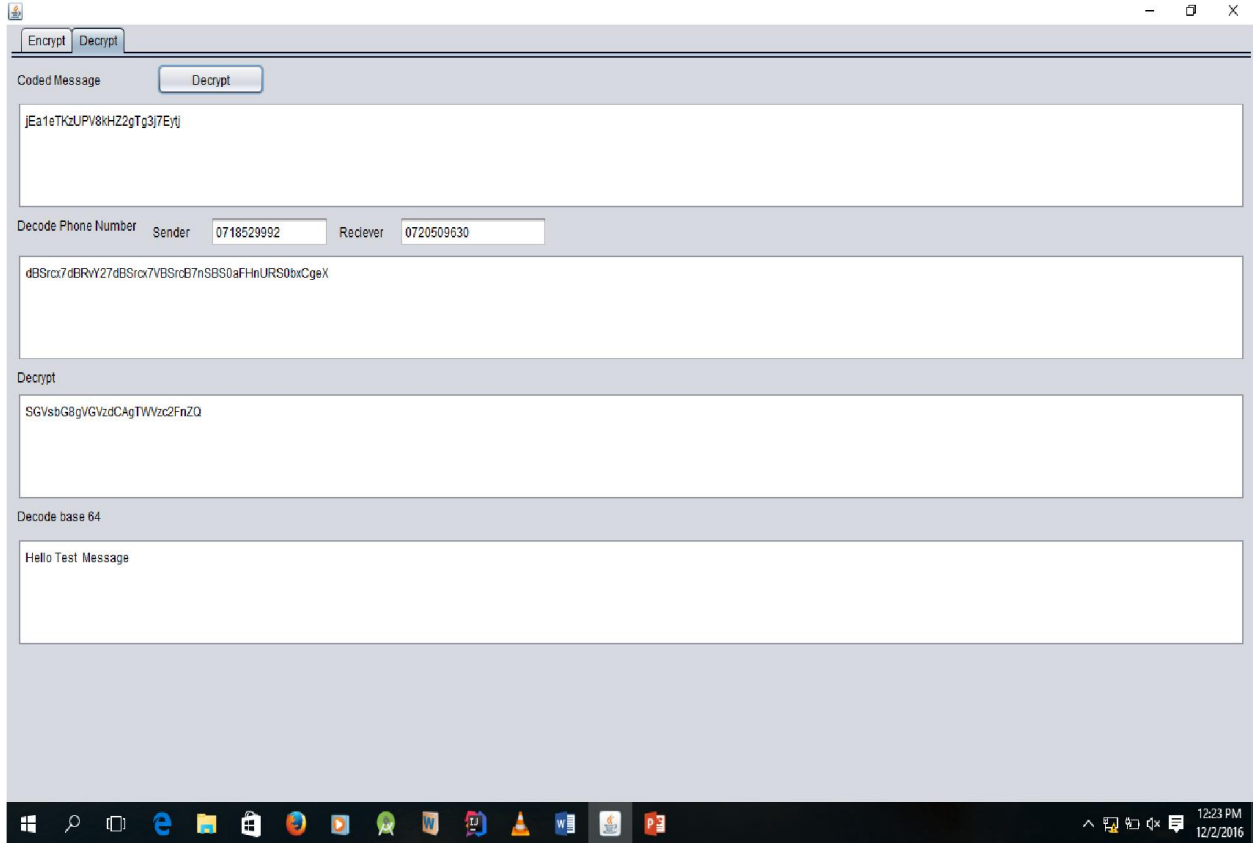 Encrypt Decrypt
Coded Message Decrypt
jEa1eTKzUPV8kHZ2gTg3j7Eytj
Decode Phone Number Sender 0718529992 Reciever 0720509630
dBSrcx7dBRvY27dBSrcx7VBSrcB7nSBS0aFHnURS0bxCgeX
Decrypt
SGVsbG8gVGVzdCAgTWVzc2FnZQ
Decode base 64
Hello Test Message
12:23 PM
12/2/2016